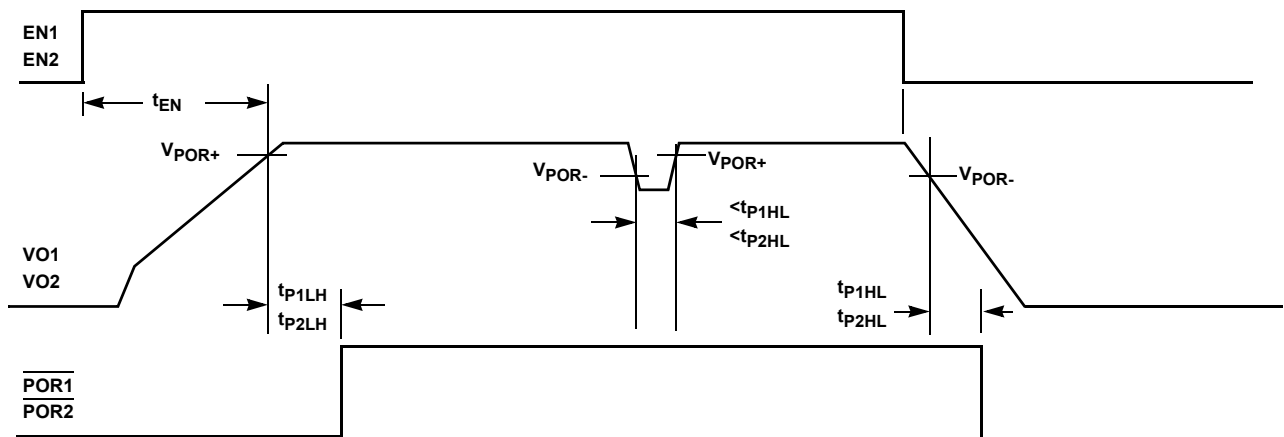 EN1
EN2
tEN
VPOR+
VPOR-
VPOR+
VPOR-
<tP1HL
<tP2HL
VO1
VO2
tP1LH
tP2LH
tP1HL
tP2HL
POR1
POR2